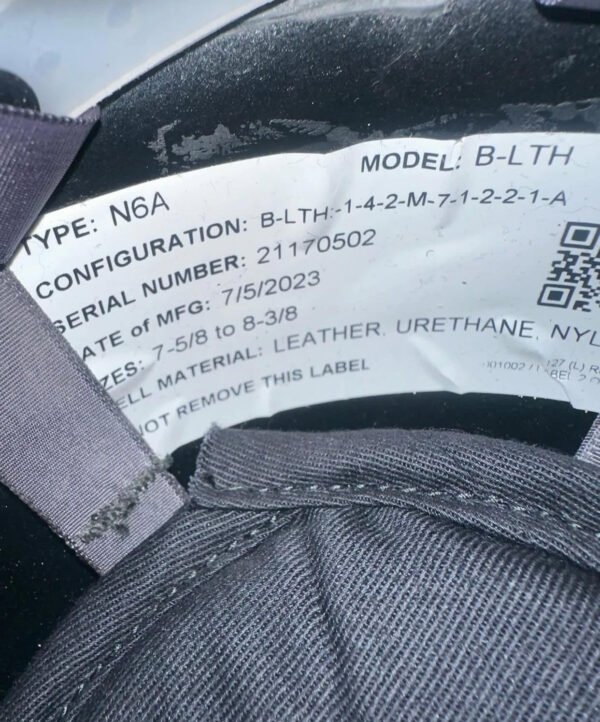 MODEL: B-LTH
TYPE: N6A
CONFIGURATION: B-LTH:-1-4-2-M-7-1-2-2-1-A
SERIAL NUMBER: 21170502
ATE of MFG: 7/5/2023
ZES: 7-5/8 to 8-3/8
ELL MATERIAL: LEATHER, URETHANE, NYL
NOT REMOVE THIS LABEL